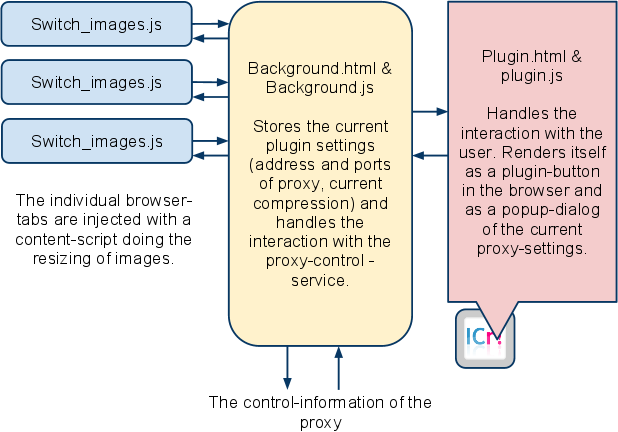 Switch_images.js
Switch_images.js
Switch_images.js
The individual browser-
tabs are injected with a
content-script doing the
resizing of images.
Background.html &
Background.js
Stores the current
plugin settings
(address and ports
of proxy, current
compression) and
handles the
interaction with the
proxy-control -
service.
Plugin.html &
plugin.js
Handles the
interaction with the
user. Renders itself
as a plugin-button
in the browser and
as a popup-dialog
of the current
proxy-settings.
The control-information of the
proxy